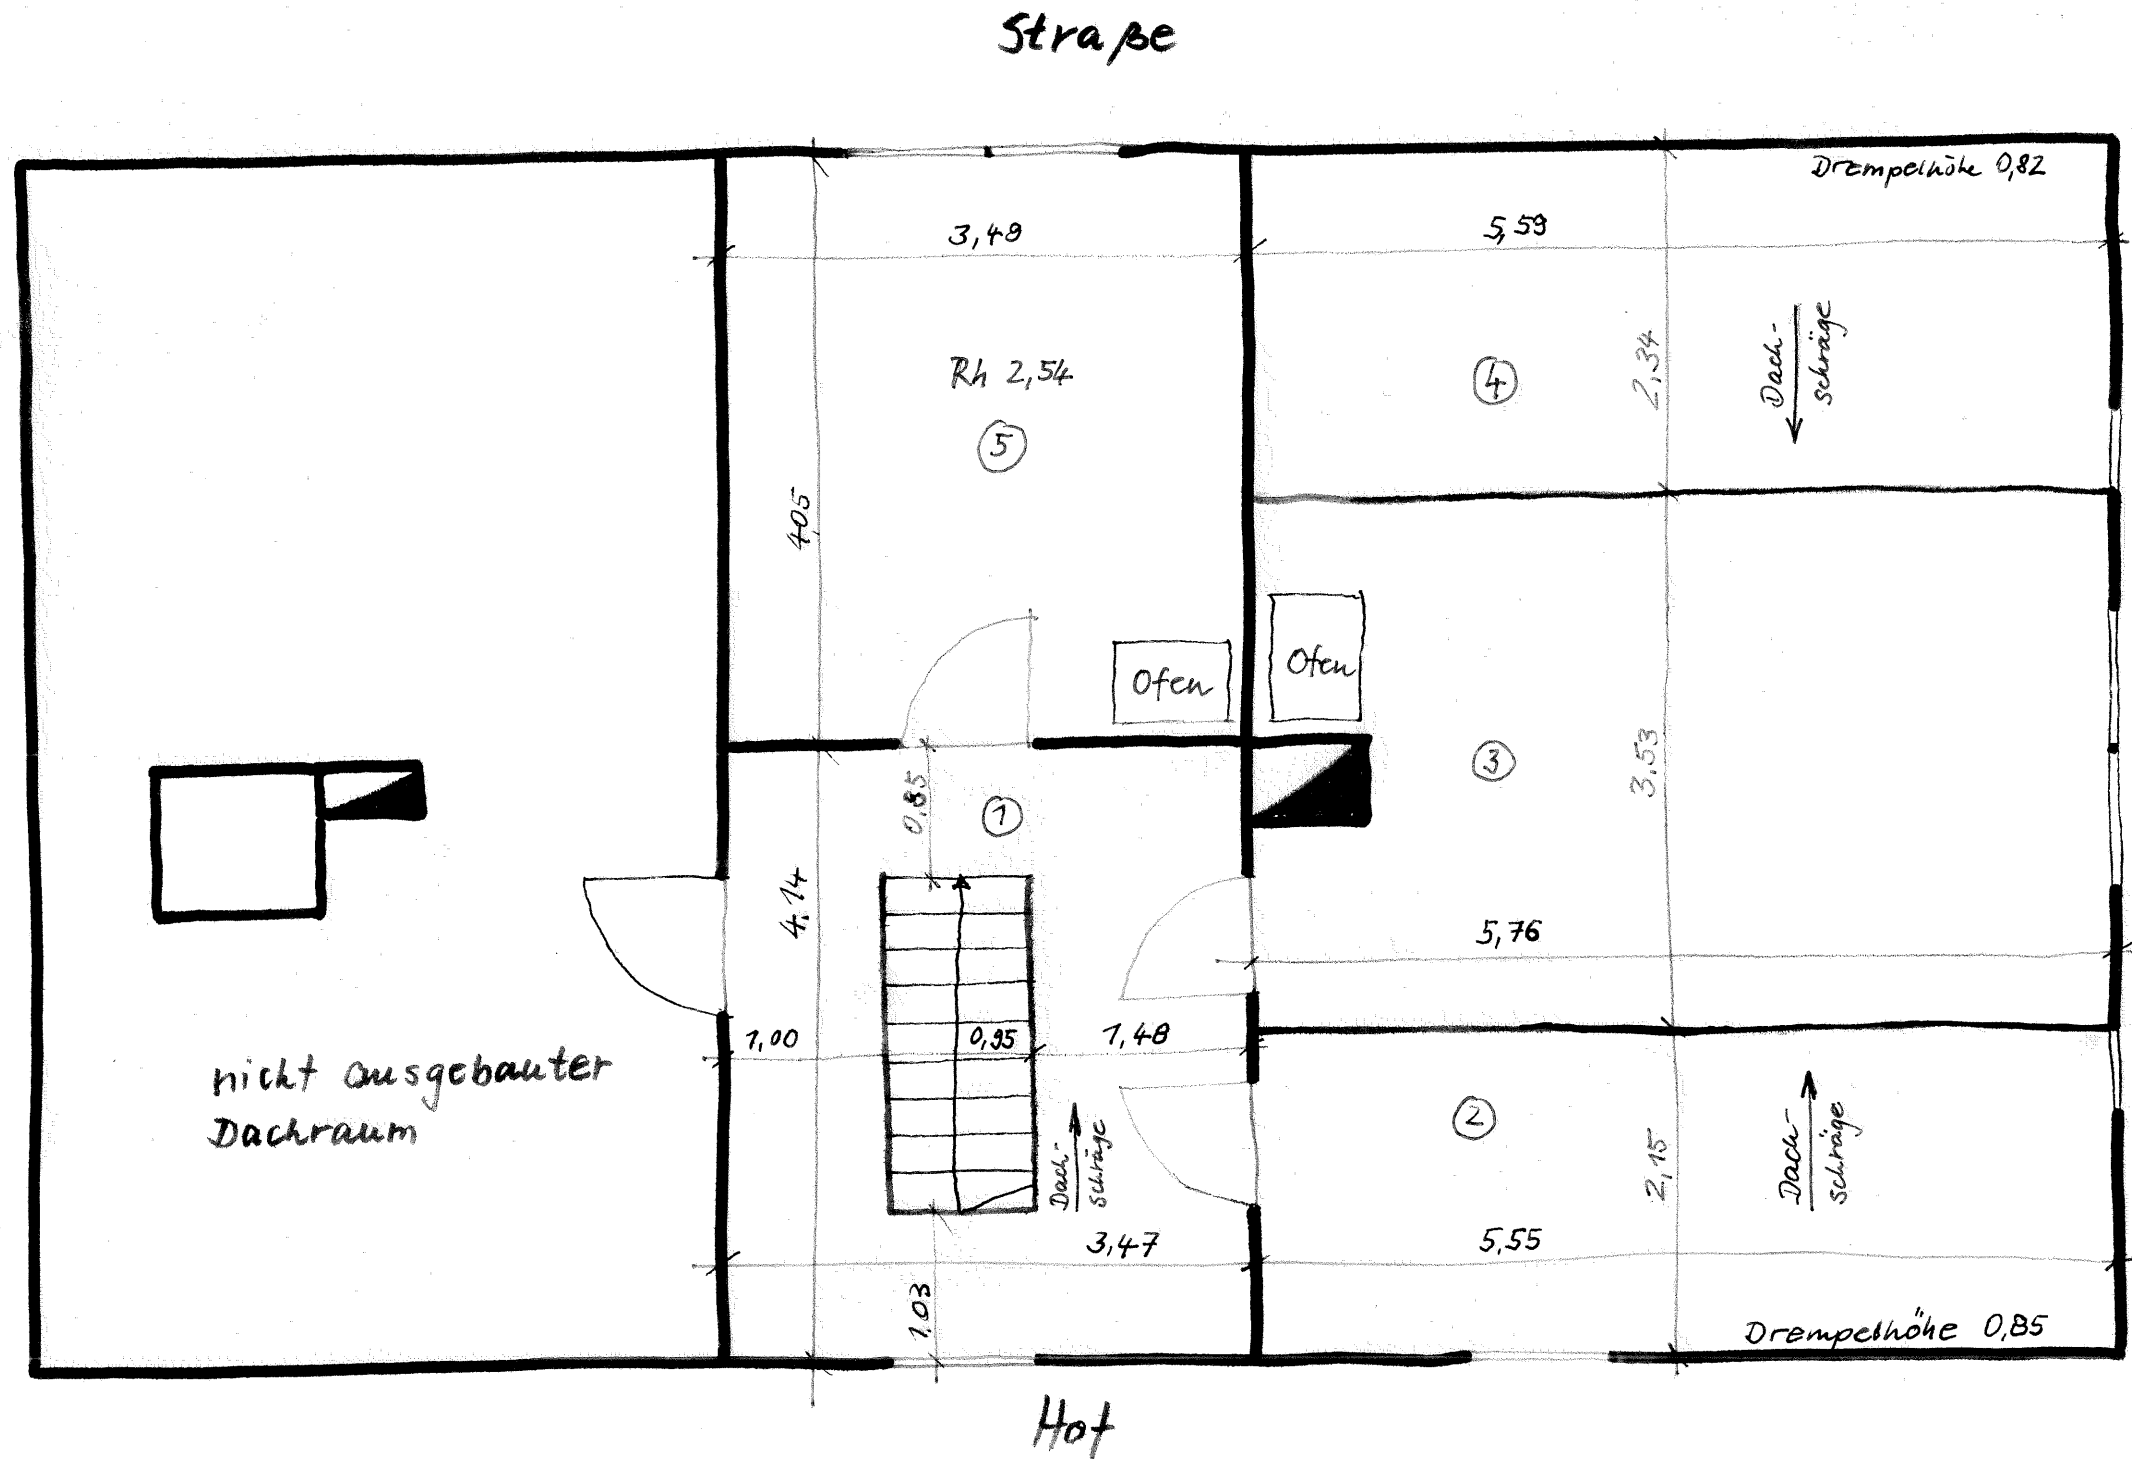 Straße
Drempelhöhe 0,82
3,49
5,59
Rh 2,54
5
4
2,34
Dach-
schräge
4,05
Ofen
Ofen
3
3,53
0,85
1
4,14
5,76
1,00
0,95
1,48
nicht ausgebauter
Dachraum
2
2,15
Dach-
schräge
Dach-
schräge
3,47
5,55
1,03
Drempelhöhe 0,85
Hof